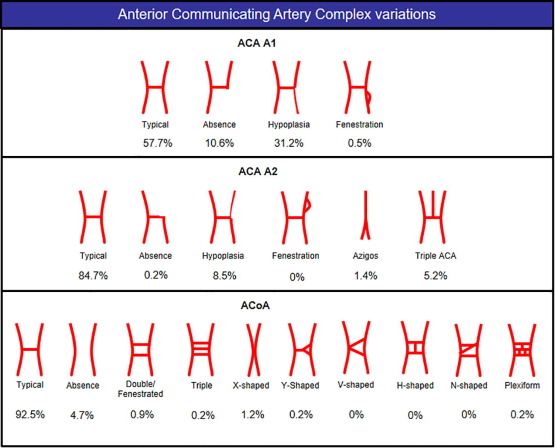 Anterior Communicating Artery Complex variations
ACA A1
Typical Absence Hypoplasia Fenestration
57.7% 10.6% 31.2% 0.5%
ACA A2
Typical Absence Hypoplasia Fenestration Azigos Triple ACA
84.7% 0.2% 8.5% 0% 1.4% 5.2%
ACoA
Typical Absence Double/ Triple X-shaped Y-Shaped V-shaped H-shaped N-shaped Plexiform
Fenestrated
92.5% 4.7% 0.9% 0.2% 1.2% 0.2% 0% 0% 0% 0.2%